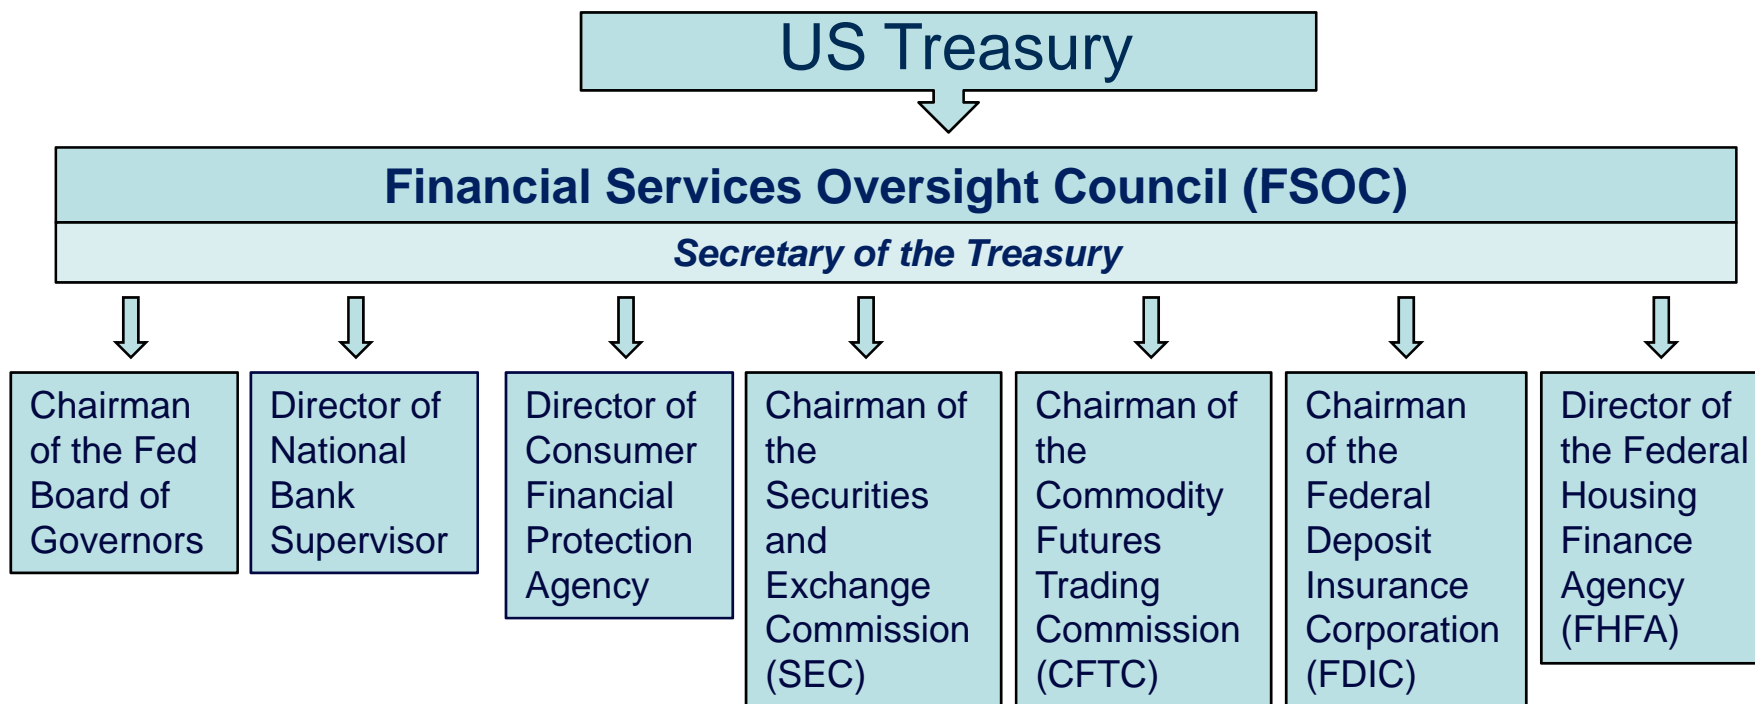 US Treasury
Financial Services Oversight Council (FSOC)
Secretary of the Treasury
Chairman
of the Fed
Board of
Governors
Director of
National
Bank
Supervisor
Director of
Consumer
Financial
Protection
Agency
Chairman of
the
Securities
and
Exchange
Commission
(SEC)
Chairman of
the
Commodity
Futures
Trading
Commission
(CFTC)
Chairman
of the
Federal
Deposit
Insurance
Corporation
(FDIC)
Director of
the Federal
Housing
Finance
Agency
(FHFA)